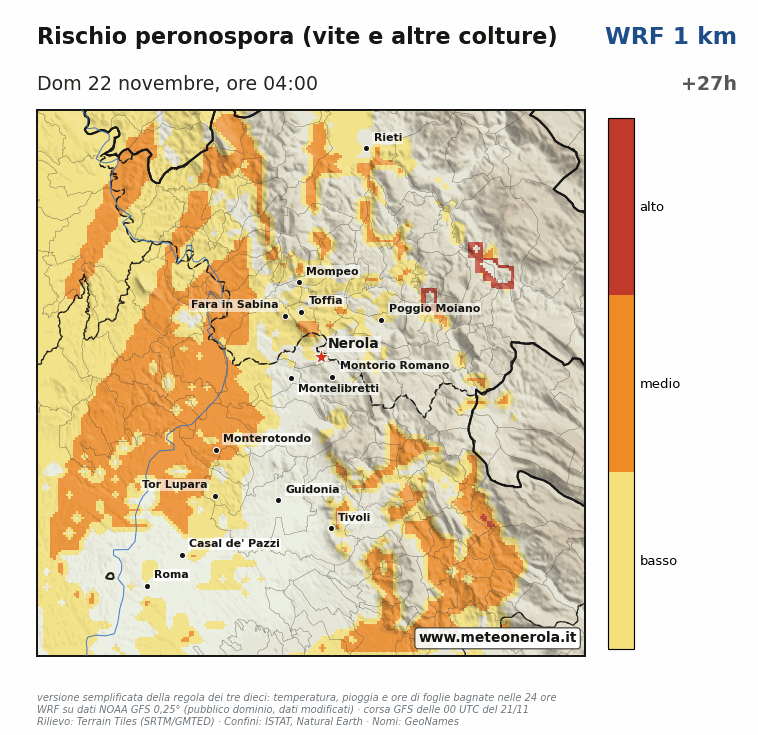 Rischio peronospora (vite e altre colture)
WRF 1 km
Dom 22 novembre, ore 04:00
+27h
Rieti
alto
Mompeo
Fara in Sabina
Toffia
Poggio Moiano
Nerola
Montorio Romano
Montelibretti
medio
Monterotondo
Tor Lupara
Guidonia
Tivoli
Casal de' Pazzi
basso
Roma
www.meteonerola.it
versione semplificata della regola dei tre dieci: temperatura, pioggia e ore di foglie bagnate nelle 24 ore
WRF su dati NOAA GFS 0,25° (pubblico dominio, dati modificati) · corsa GFS delle 00 UTC del 21/11
Rilievo: Terrain Tiles (SRTM/GMTED) · Confini: ISTAT, Natural Earth · Nomi: GeoNames